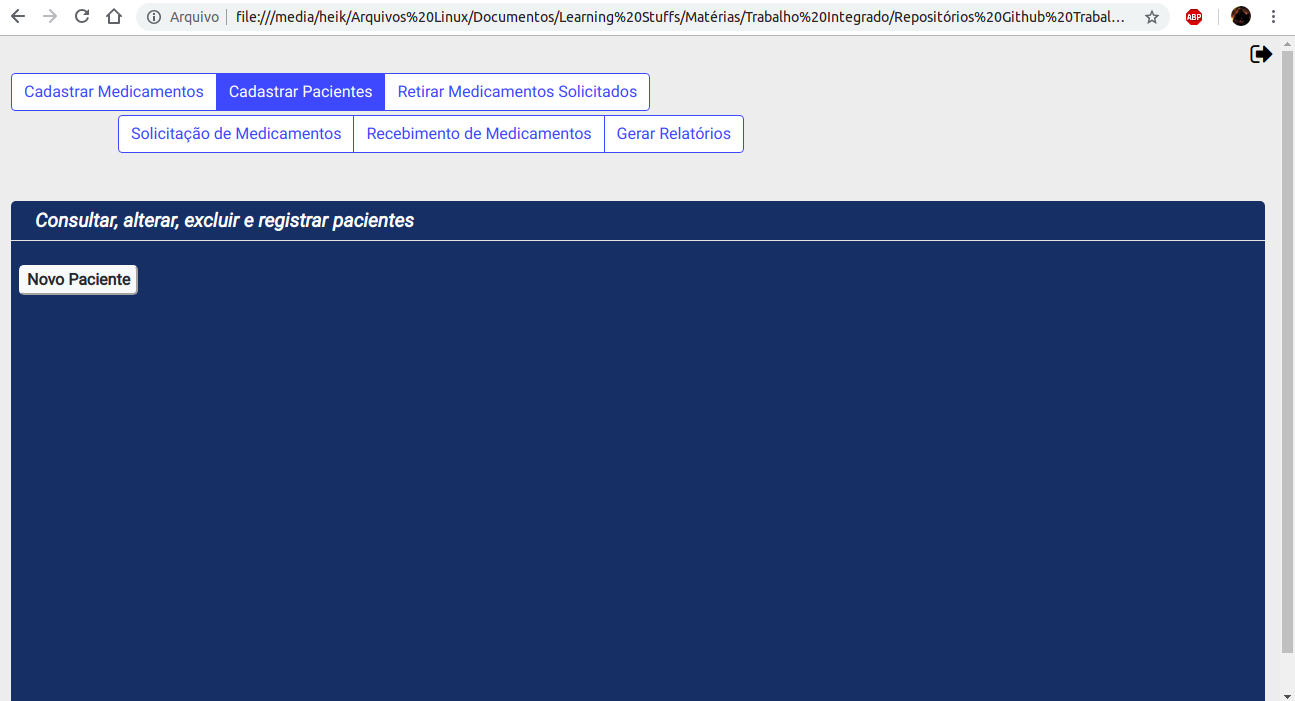 Arquivo file:///media/heik/Arquivos%20Linux/Documentos/Learning%20Stuffs/Matérias/Trabalho%20Integrado/Repositórios%20Github%20Trabal... ABP
Cadastrar Medicamentos Cadastrar Pacientes Retirar Medicamentos Solicitados
Solicitação de Medicamentos Recebimento de Medicamentos Gerar Relatórios
Consultar, alterar, excluir e registrar pacientes
Novo Paciente